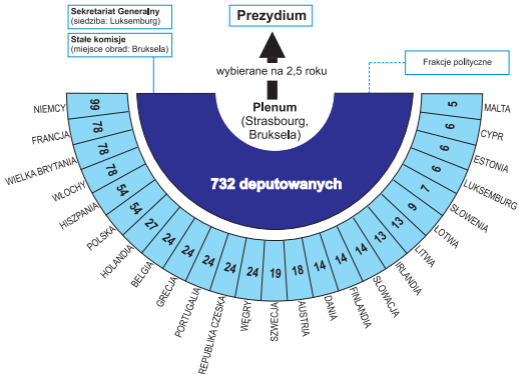 Sekretariat Generalny
(siedziba: Luksemburg)
Stałe komisje
(miejsce obrad: Bruksela)
Prezydium
wybierane na 2,5 roku
Frakcje polityczne
Plenum
(Strasbourg,
Bruksela)
732 deputowanych
NIEMCY 99
FRANCJA 78
WIELKA BRYTANIA 78
WŁOCHY 78
HISZPANIA 54
POLSKA 54
HOLANDIA 27
BELGIA 24
GRECJA 24
PORTUGALIA 24
REPUBLIKA CZESKA 24
WĘGRY 24
SZWECJA 19
AUSTRIA 18
DANIA 14
FINLANDIA 14
SŁOWACJA 14
IRLANDIA 13
LITWA 13
ŁOTWA 9
SŁOWENIA 7
LUKSEMBURG 6
ESTONIA 6
CYPR 6
MALTA 5